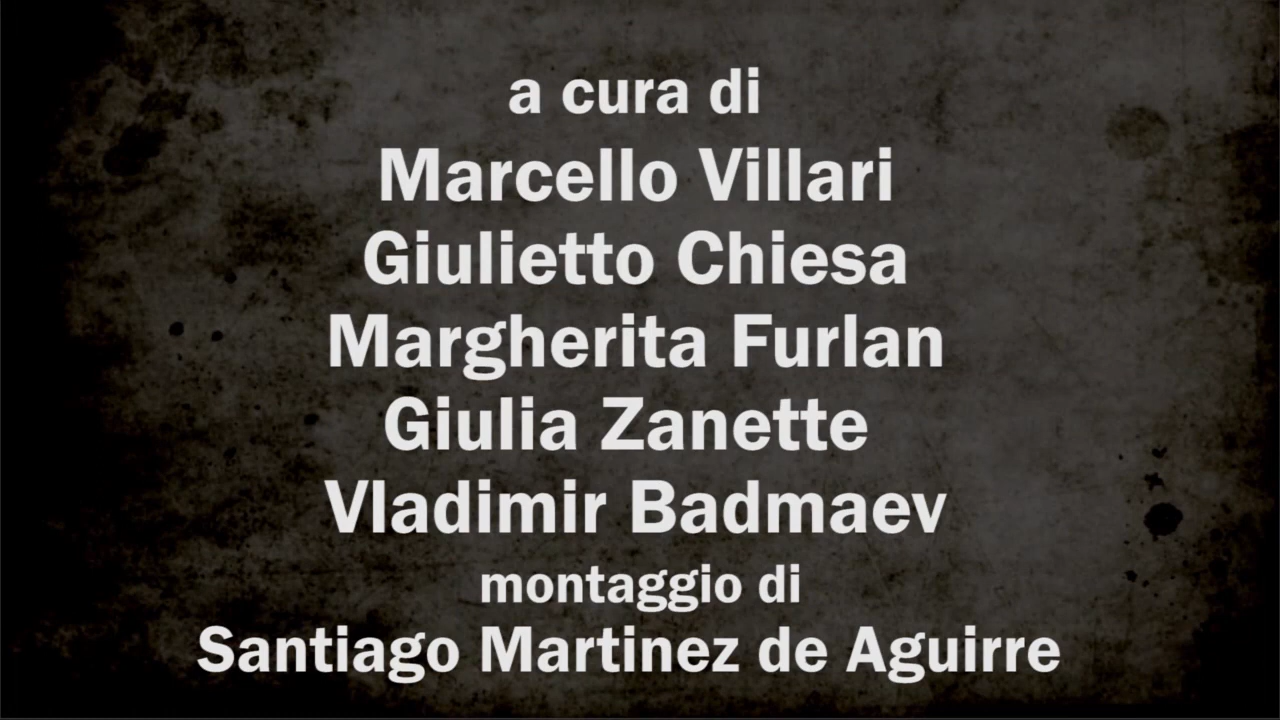 a cura di
Marcello Villari
Giulietto Chiesa
Margherita Furlan
Giulia Zanette
Vladimir Badmaev
montaggio di
Santiago Martinez de Aguirre